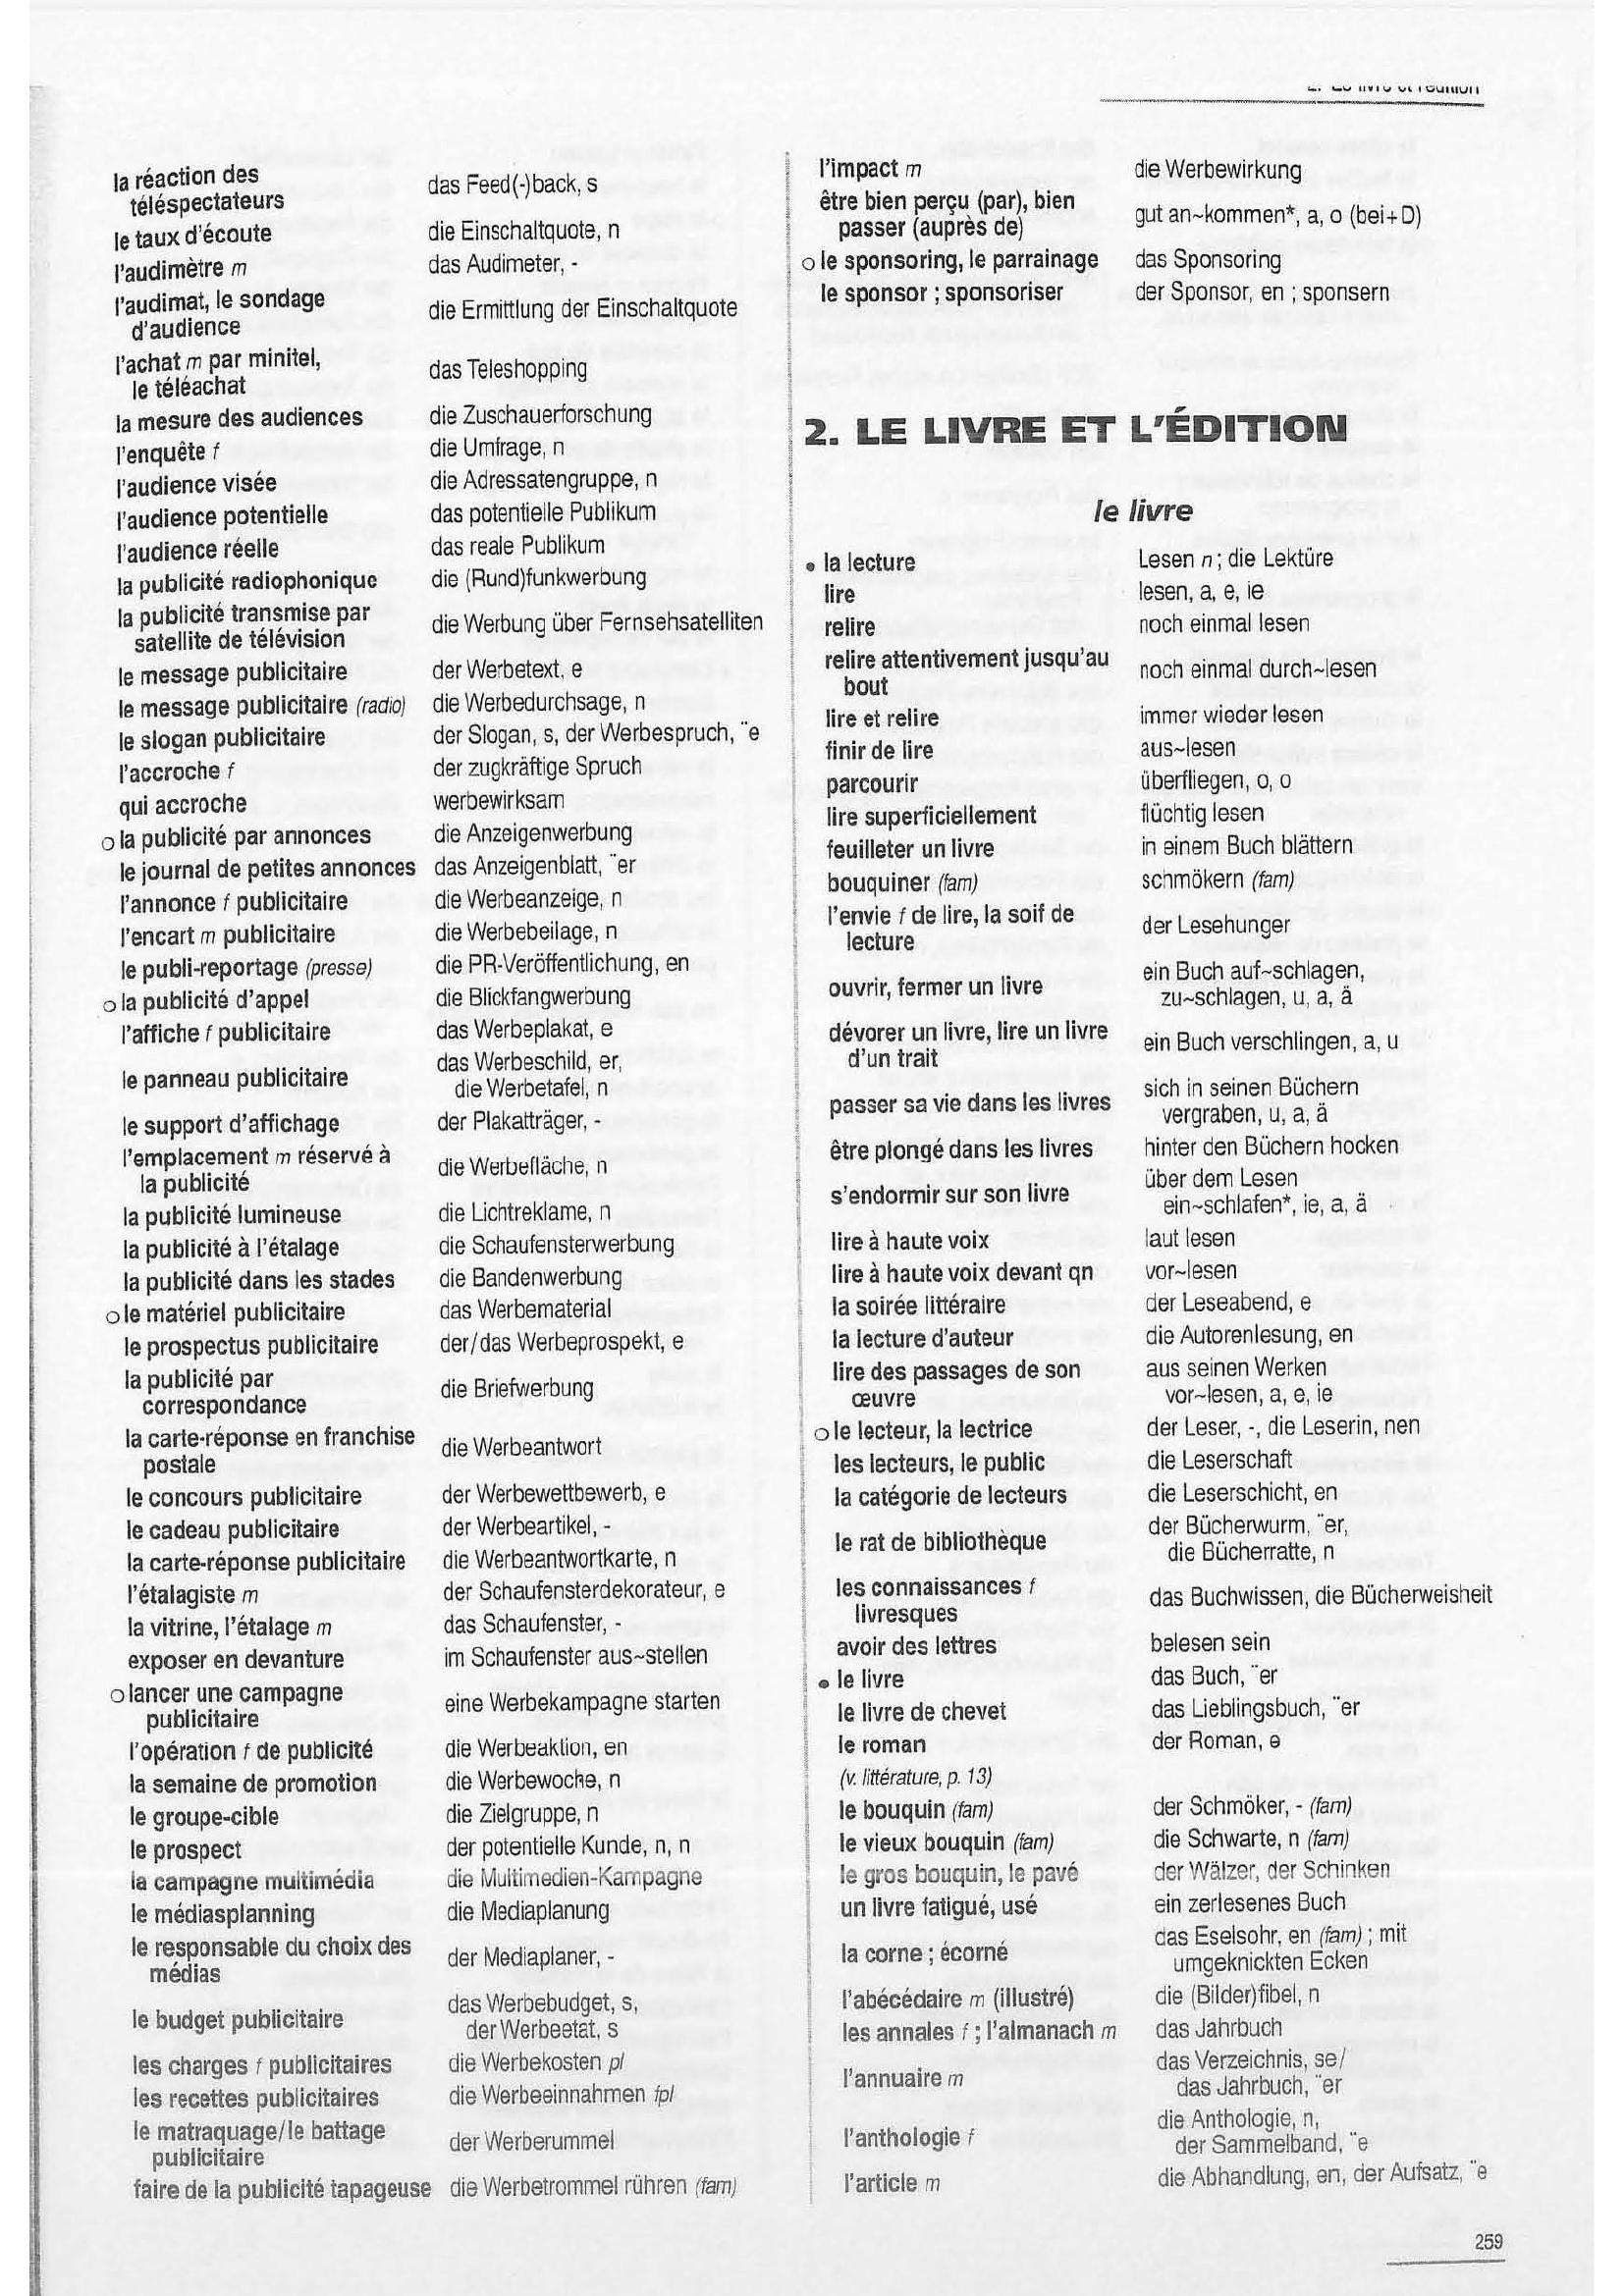 2. Le livre et l'édition
la réaction des das Feed(-)back, s
téléspectateurs
le taux d'écoute die Einschaltquote, n
l'audimètre m das Audimeter, -
l'audimat, le sondage die Ermittlung der Einschaltquote
d'audience
l'achat m par minitel, das Teleshopping
le téléachat
la mesure des audiences die Zuschauerforschung
l'enquête f die Umfrage, n
l'audience visée die Adressatengruppe, n
l'audience potentielle das potentielle Publikum
l'audience réelle das reale Publikum
la publicité radiophonique die (Rund)funkwerbung
la publicité transmise par die Werbung über Fernsehsatelliten
satellite de télévision
le message publicitaire der Werbetext, e
le message publicitaire (radio) die Werbedurchsage, n
le slogan publicitaire der Slogan, s, der Werbespruch, ¨e
l'accroche f der zugkräftige Spruch
qui accroche werbewirksam
o la publicité par annonces die Anzeigenwerbung
le journal de petites annonces das Anzeigenblatt, ¨er
l'annonce f publicitaire die Werbeanzeige, n
l'encart m publicitaire die Werbebeilage, n
le publi-reportage (presse) die PR-Veröffentlichung, en
o la publicité d'appel die Blickfangwerbung
l'affiche f publicitaire das Werbeplakat, e
le panneau publicitaire das Werbeschild, er,
die Werbetafel, n
le support d'affichage der Plakatträger, -
l'emplacement m réservé à die Werbefläche, n
la publicité
la publicité lumineuse die Lichtreklame, n
la publicité à l'étalage die Schaufensterwerbung
la publicité dans les stades die Bandenwerbung
o le matériel publicitaire das Werbematerial
le prospectus publicitaire der/das Werbeprospekt, e
la publicité par die Briefwerbung
correspondance
la carte-réponse en franchise die Werbeantwort
postale
le concours publicitaire der Werbewettbewerb, e
le cadeau publicitaire der Werbeartikel, -
la carte-réponse publicitaire die Werbeantwortkarte, n
l'étalagiste m der Schaufensterdekorateur, e
la vitrine, l'étalage m das Schaufenster, -
exposer en devanture im Schaufenster aus~stellen
o lancer une campagne eine Werbekampagne starten
publicitaire
l'opération f de publicité die Werbeaktion, en
la semaine de promotion die Werbewoche, n
le groupe-cible die Zielgruppe, n
le prospect der potentielle Kunde, n, n
la campagne multimédia die Multimedien-Kampagne
le médiasplanning die Mediaplanung
le responsable du choix des der Mediaplaner, -
médias
le budget publicitaire das Werbebudget, s,
der Werbeetat, s
les charges f publicitaires die Werbekosten pl
les recettes publicitaires die Werbeeinnahmen fpl
le matraquage/le battage der Werberummel
publicitaire
faire de la publicité tapageuse die Werbetrommel rühren (fam)
l'impact m die Werbewirkung
être bien perçu (par), bien gut an~kommen*, a, o (bei+D)
passer (auprès de)
o le sponsoring, le parrainage das Sponsoring
le sponsor ; sponsoriser der Sponsor, en ; sponsern
2. LE LIVRE ET L'ÉDITION
le livre
• la lecture Lesen n ; die Lektüre
lire lesen, a, e, ie
relire noch einmal lesen
relire attentivement jusqu'au noch einmal durch~lesen
bout
lire et relire immer wieder lesen
finir de lire aus~lesen
parcourir überfliegen, o, o
lire superficiellement flüchtig lesen
feuilleter un livre in einem Buch blättern
bouquiner (fam) schmökern (fam)
l'envie f de lire, la soif de der Lesehunger
lecture
ouvrir, fermer un livre ein Buch auf~schlagen,
zu~schlagen, u, a, ä
dévorer un livre, lire un livre ein Buch verschlingen, a, u
d'un trait
passer sa vie dans les livres sich in seinen Büchern
vergraben, u, a, ä
être plongé dans les livres hinter den Büchern hocken
s'endormir sur son livre über dem Lesen
ein~schlafen*, ie, a, ä
lire à haute voix laut lesen
lire à haute voix devant qn vor~lesen
la soirée littéraire der Leseabend, e
la lecture d'auteur die Autorenlesung, en
lire des passages de son aus seinen Werken
œuvre vor~lesen, a, e, ie
o le lecteur, la lectrice der Leser, -, die Leserin, nen
les lecteurs, le public die Leserschaft
la catégorie de lecteurs die Leserschicht, en
le rat de bibliothèque der Bücherwurm, ¨er,
die Bücherratte, n
les connaissances f das Buchwissen, die Bücherweisheit
livresques
avoir des lettres belesen sein
• le livre das Buch, ¨er
le livre de chevet das Lieblingsbuch, ¨er
le roman der Roman, e
(v. littérature, p. 13)
le bouquin (fam) der Schmöker, - (fam)
le vieux bouquin (fam) die Schwarte, n (fam)
le gros bouquin, le pavé der Wälzer, der Schinken
un livre fatigué, usé ein zerlesenes Buch
la corne ; écorné das Eselsohr, en (fam) ; mit
umgeknickten Ecken
l'abécédaire m (illustré) die (Bilder)fibel, n
les annales f ; l'almanach m das Jahrbuch
l'annuaire m das Verzeichnis, se/
das Jahrbuch, ¨er
l'anthologie f die Anthologie, n,
der Sammelband, ¨e
l'article m die Abhandlung, en, der Aufsatz, ¨e
259